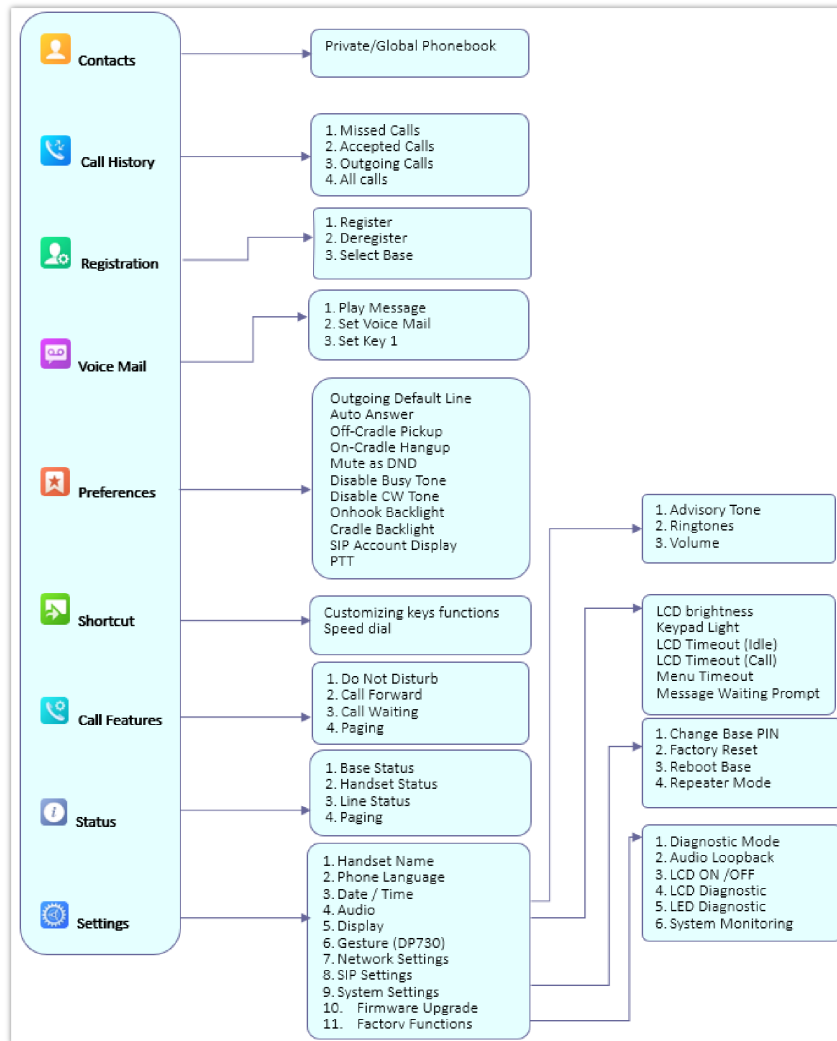 Contacts
Private/Global Phonebook
Call History
1. Missed Calls
2. Accepted Calls
3. Outgoing Calls
4. All calls
Registration
1. Register
2. Deregister
3. Select Base
Voice Mail
1. Play Message
2. Set Voice Mail
3. Set Key 1
Preferences
Outgoing Default Line
Auto Answer
Off-Cradle Pickup
On-Cradle Hangup
Mute as DND
Disable Busy Tone
Disable CW Tone
Onhook Backlight
Cradle Backlight
SIP Account Display
PTT
Shortcut
Customizing keys functions
Speed dial
Call Features
1. Do Not Disturb
2. Call Forward
3. Call Waiting
4. Paging
Status
1. Base Status
2. Handset Status
3. Line Status
4. Paging
Settings
1. Handset Name
2. Phone Language
3. Date / Time
4. Audio
5. Display
6. Gesture (DP730)
7. Network Settings
8. SIP Settings
9. System Settings
10. Firmware Upgrade
11. Factory Functions
1. Advisory Tone
2. Ringtones
3. Volume
LCD brightness
Keypad Light
LCD Timeout (Idle)
LCD Timeout (Call)
Menu Timeout
Message Waiting Prompt
1. Change Base PIN
2. Factory Reset
3. Reboot Base
4. Repeater Mode
1. Diagnostic Mode
2. Audio Loopback
3. LCD ON /OFF
4. LCD Diagnostic
5. LED Diagnostic
6. System Monitoring